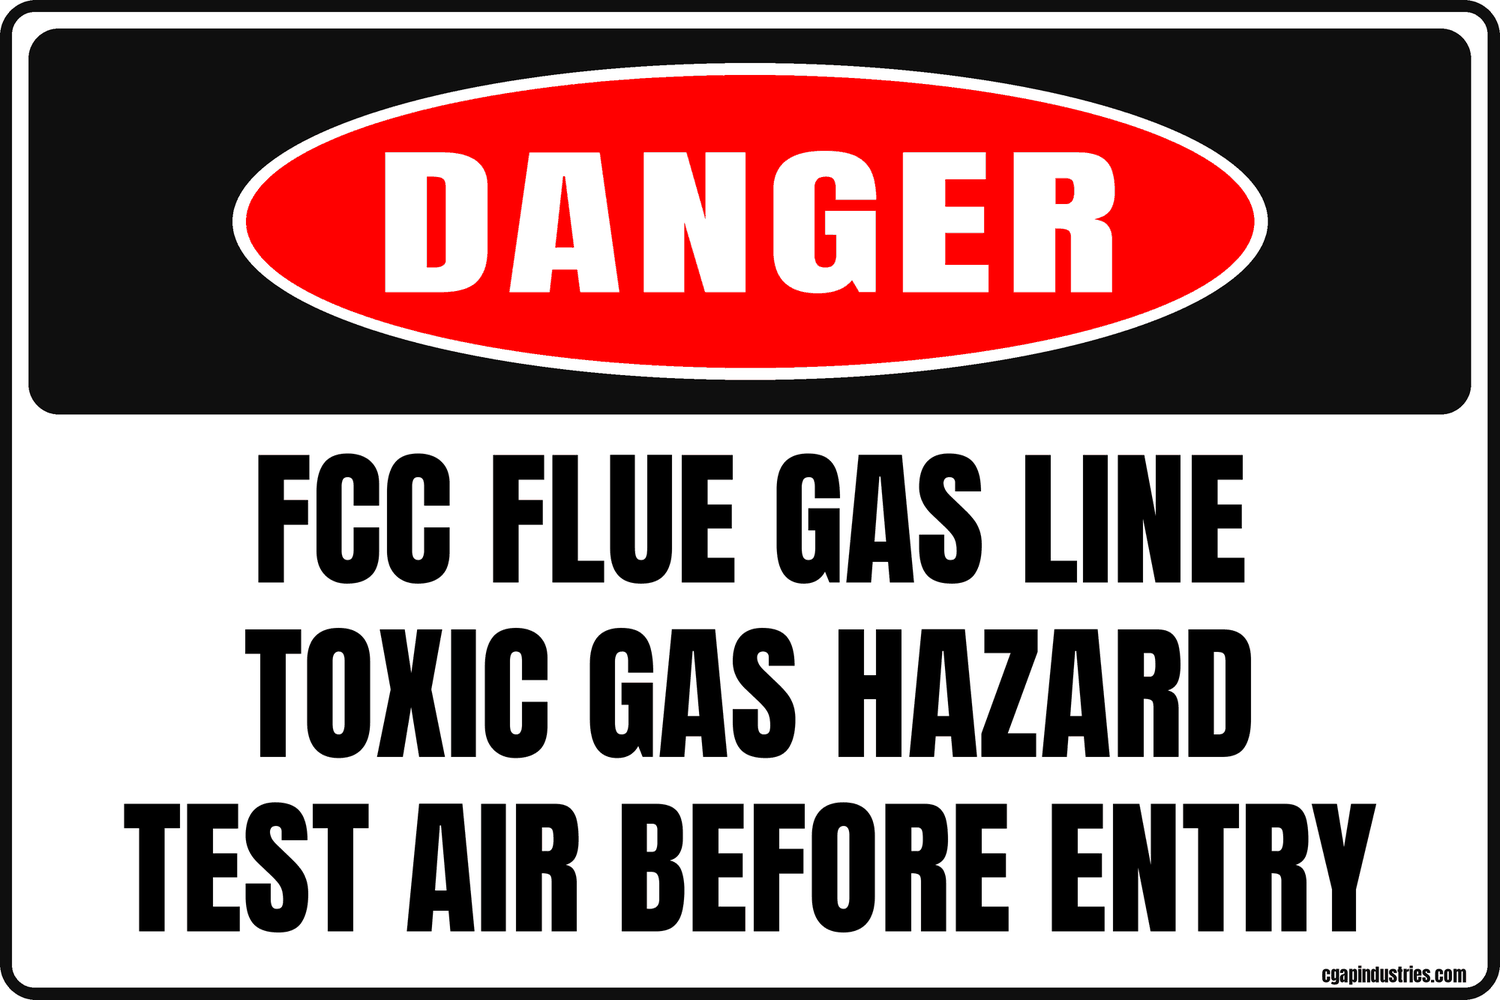 DANGER
FCC FLUE GAS LINE
TOXIC GAS HAZARD
TEST AIR BEFORE ENTRY
cgapindustries.com